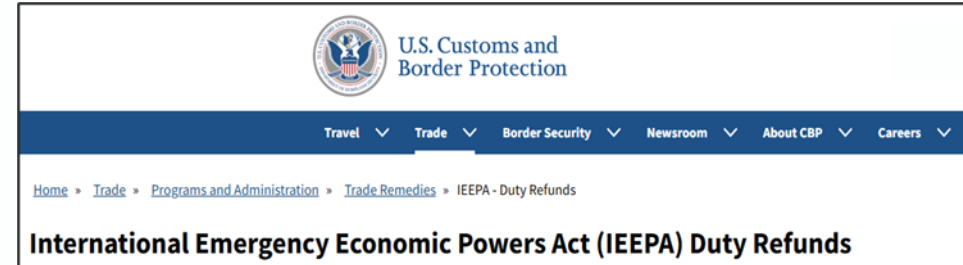 U.S. Customs and
Border Protection
Travel Trade Border Security Newsroom About CBP Careers
Home » Trade » Programs and Administration » Trade Remedies » IEEPA - Duty Refunds
International Emergency Economic Powers Act (IEEPA) Duty Refunds